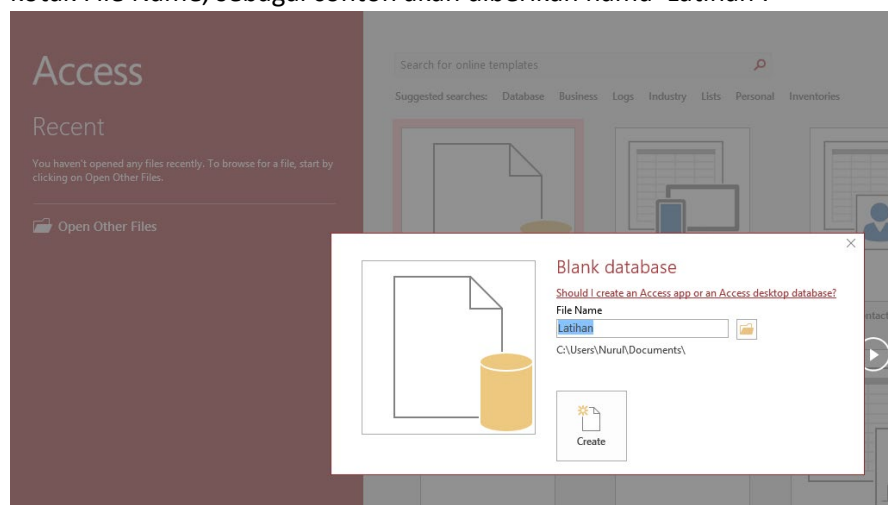 kotak File Name, sebagai contoh akan diberikan nama "Latihan".
Access
Recent
You haven't opened any files recently. To browse for a file, start by
clicking on Open Other Files.
Open Other Files
Search for online templates
Suggested searches: Database Business Logs Industry Lists Personal Inventories
Blank database
Should I create an Access app or an Access desktop database?
File Name
Latihan
C:\Users\Nurul\Documents\
Create